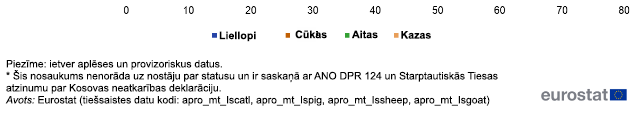 0 10 20 30 40 50 60 70 80
Liellopi Cūkas Aitas Kazas
Piezīme: ietver aplēses un provizoriskus datus.
* Šis nosaukums nenorāda uz nostāju par statusu un ir saskaņā ar ANO DPR 124 un Starptautiskās Tiesas
atzinumu par Kosovas neatkarības deklarāciju.
Avots: Eurostat (tiešsaistes datu kodi: apro_mt_lscatl, apro_mt_lspig, apro_mt_lssheep, apro_mt_lsgoat)
eurostat